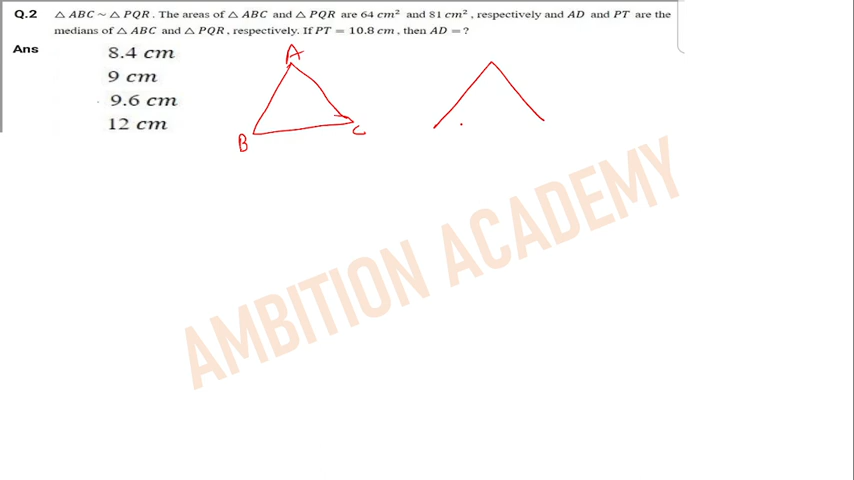 Q.2 △ ABC ~ △ PQR. The areas of △ ABC and △ PQR are 64 cm² and 81 cm², respectively and AD and PT are the
medians of △ ABC and △ PQR, respectively. If PT = 10.8 cm, then AD = ?
Ans
8.4 cm
9 cm
9.6 cm
12 cm
A
B
C
AMBITION ACADEMY